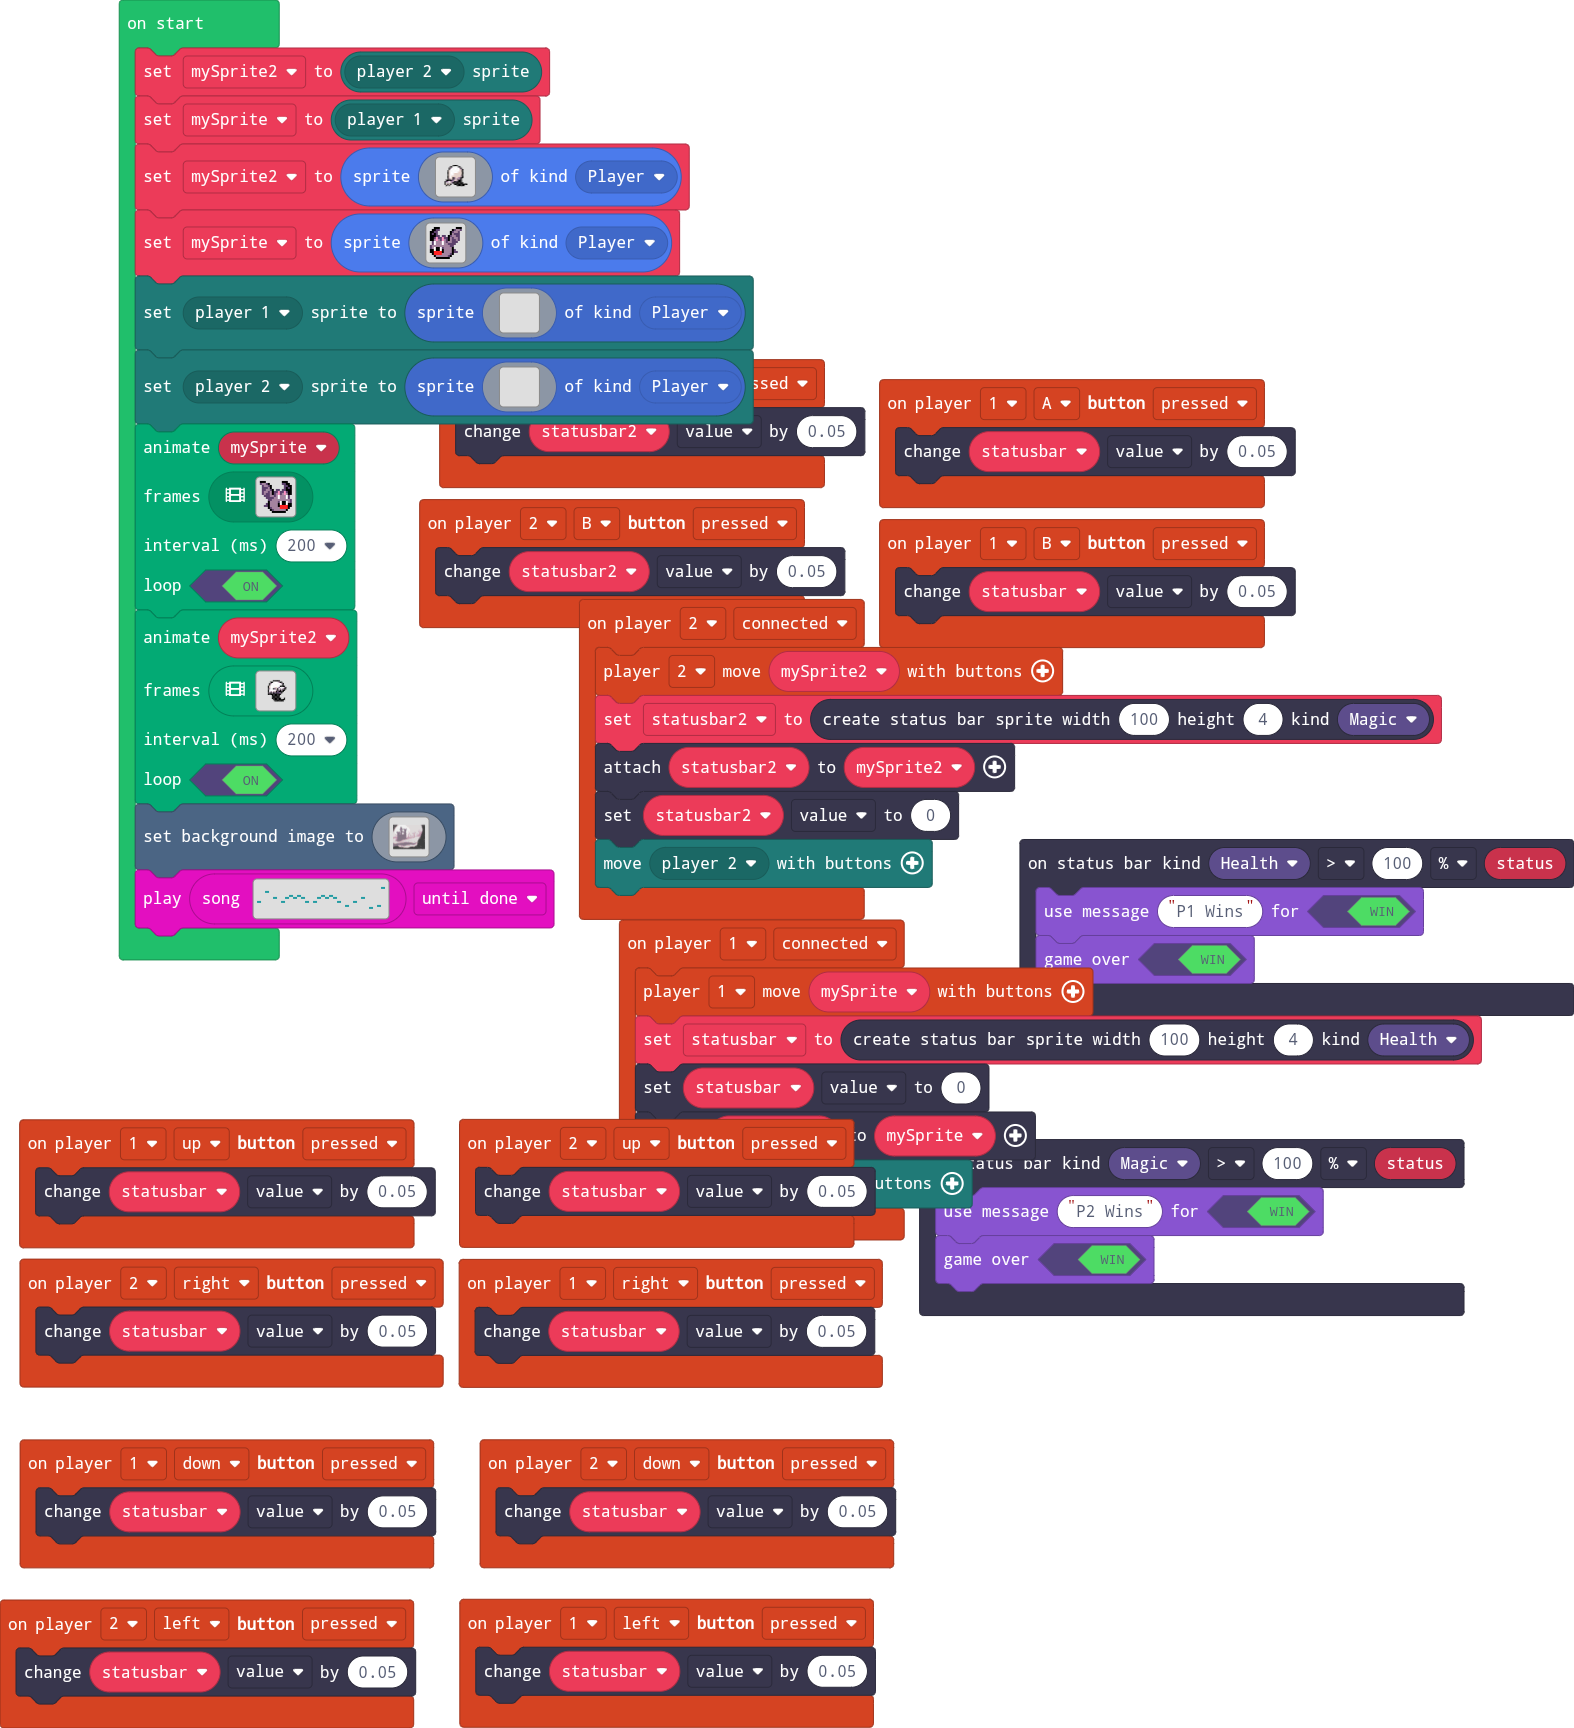 on start
set mySprite2 to player 2 sprite
set mySprite to player 1 sprite
set mySprite2 to sprite of kind Player
set mySprite to sprite of kind Player
set player 1 sprite to sprite of kind Player
set player 2 sprite to sprite of kind Player
animate mySprite
frames
interval (ms) 200
loop ON
animate mySprite2
frames
interval (ms) 200
loop ON
set background image to
play song until done
change statusbar2 value by 0.05
on player 2 B button pressed
change statusbar2 value by 0.05
on player 1 A button pressed
change statusbar value by 0.05
on player 1 B button pressed
change statusbar value by 0.05
on player 2 connected
player 2 move mySprite2 with buttons
set statusbar2 to create status bar sprite width 100 height 4 kind Magic
attach statusbar2 to mySprite2
set statusbar2 value to 0
move player 2 with buttons
on status bar kind Health > 100 % status
use message "P1 Wins" for WIN
game over WIN
on player 1 connected
player 1 move mySprite with buttons
set statusbar to create status bar sprite width 100 height 4 kind Health
set statusbar value to 0
mySprite
bar kind Magic > 100 % status
use message "P2 Wins" for WIN
game over WIN
on player 1 up button pressed
change statusbar value by 0.05
on player 2 up button pressed
change statusbar value by 0.05
on player 2 right button pressed
change statusbar value by 0.05
on player 1 right button pressed
change statusbar value by 0.05
on player 1 down button pressed
change statusbar value by 0.05
on player 2 down button pressed
change statusbar value by 0.05
on player 2 left button pressed
change statusbar value by 0.05
on player 1 left button pressed
change statusbar value by 0.05